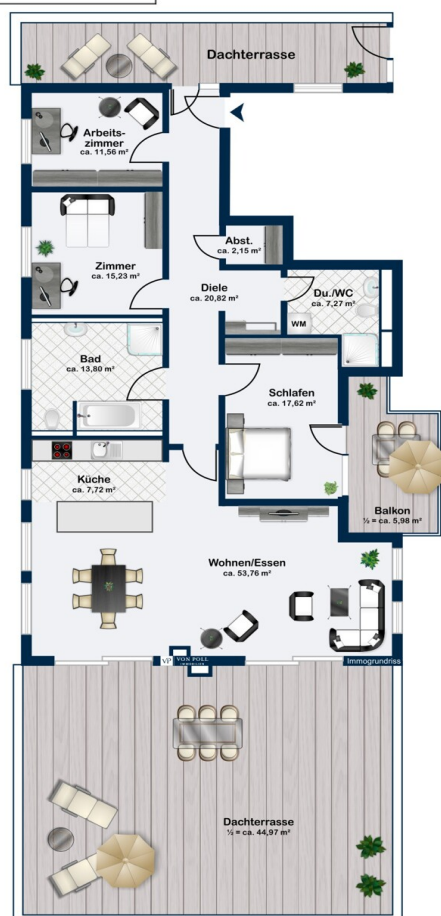 Dachterrasse
Arbeits-
zimmer
ca. 11,56 m²
Abst.
ca. 2,15 m²
Zimmer
ca. 15,23 m²
Diele
ca. 20,82 m²
Du./WC
ca. 7,27 m²
WM
Bad
ca. 13,80 m²
Schlafen
ca. 17,62 m²
Küche
ca. 7,72 m²
Balkon
½ = ca. 5,98 m²
Wohnen/Essen
ca. 53,76 m²
VP VON POLL
Immogrundriss
Dachterrasse
½ = ca. 44,97 m²